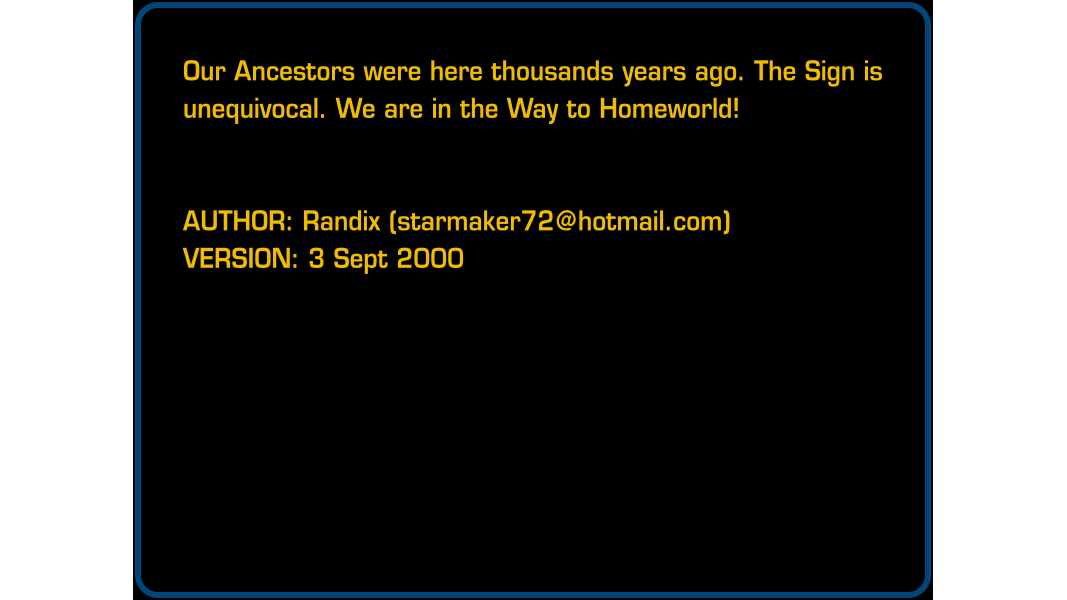 Our Ancestors were here thousands years ago. The Sign is
unequivocal. We are in the Way to Homeworld!
AUTHOR: Randix (starmaker72@hotmail.com)
VERSION: 3 Sept 2000